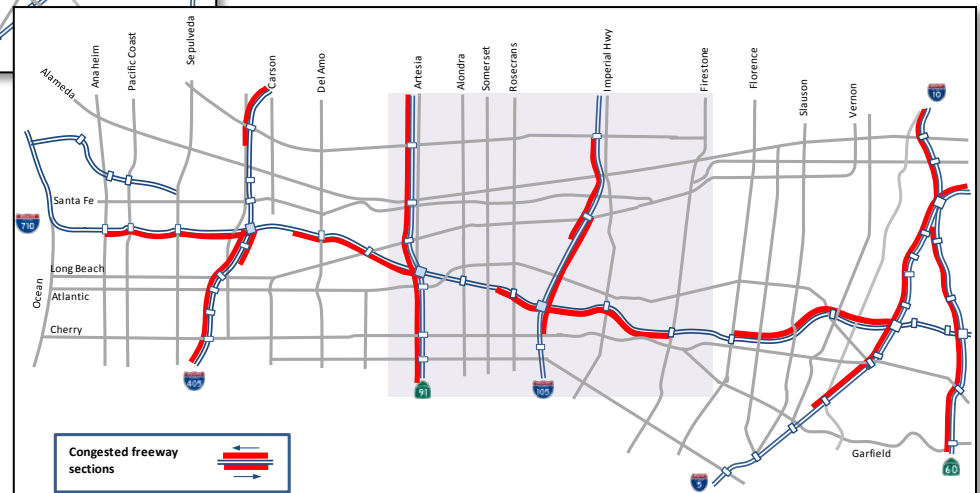 Alameda
Anaheim
Pacific Coast
Sepulveda
Carson
Del Amo
Artesia
Alondra
Somerset
Rosecrans
Imperial Hwy
Firestone
Florence
Slauson
Vernon
10
Santa Fe
710
Long Beach
Ocean
Atlantic
Cherry
405
91
105
Garfield
5
60
Congested freeway
sections